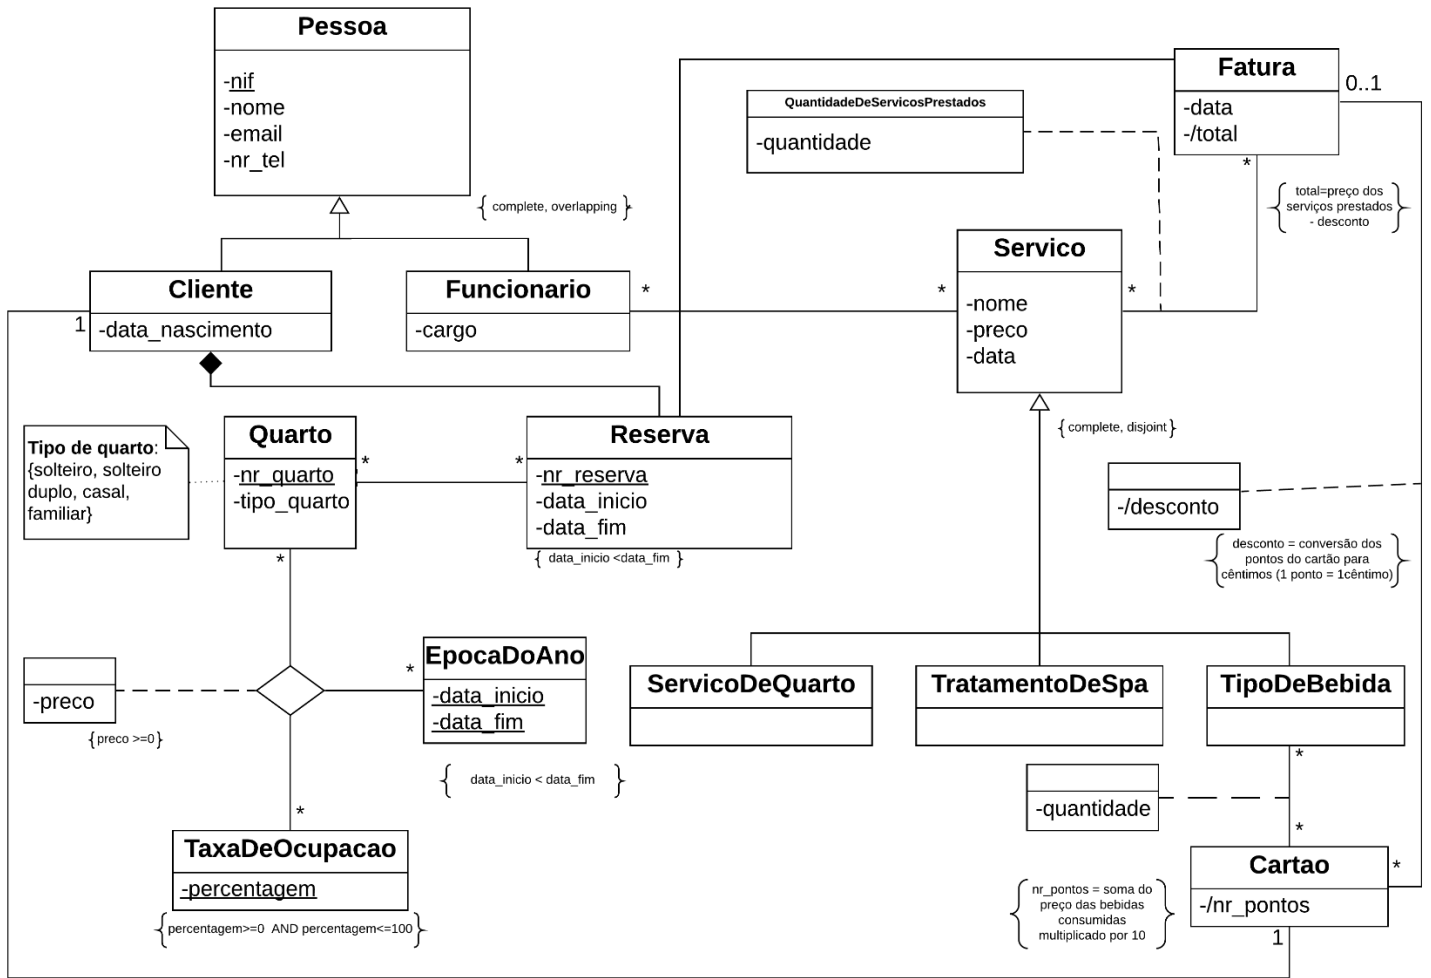 Pessoa
-nif
-nome
-email
-nr_tel
{ complete, overlapping }
QuantidadeDeServicosPrestados
-quantidade
Fatura
-data
-/total
0..1
*
{ total=preço dos
serviços prestados
- desconto }
Cliente
-data_nascimento
1
Funcionario
-cargo
*
*
Servico
-nome
-preco
-data
*
{ complete, disjoint }
Tipo de quarto:
{solteiro, solteiro
duplo, casal,
familiar}
Quarto
-nr_quarto
-tipo_quarto
*
*
*
Reserva
-nr_reserva
-data_inicio
-data_fim
{ data_inicio <data_fim }
-/desconto
{ desconto = conversão dos
pontos do cartão para
cêntimos (1 ponto = 1cêntimo) }
-preco
{ preco >=0 }
*
EpocaDoAno
-data_inicio
-data_fim
{ data_inicio < data_fim }
ServicoDeQuarto
TratamentoDeSpa
TipoDeBebida
*
-quantidade
*
*
TaxaDeOcupacao
-percentagem
{ percentagem>=0 AND percentagem<=100 }
Cartao
-/nr_pontos
*
1
{ nr_pontos = soma do
preço das bebidas
consumidas
multiplicado por 10 }